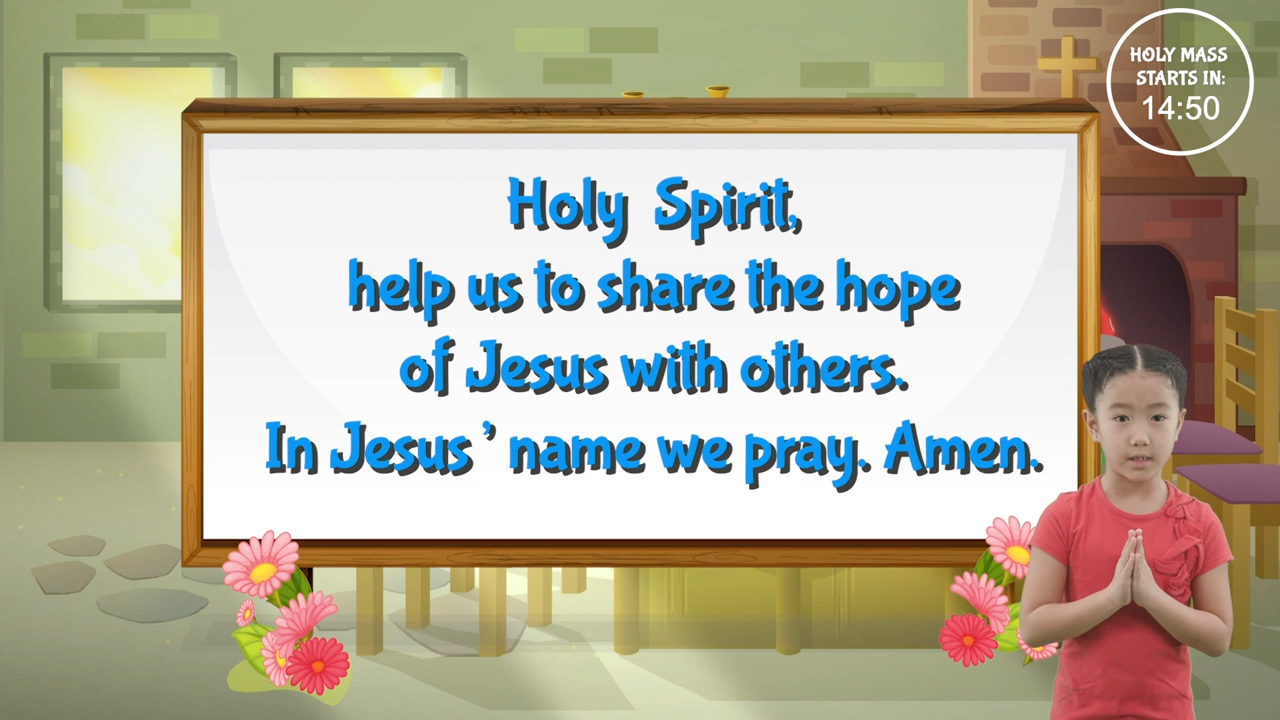 HOLY MASS
STARTS IN:
14:50
Holy Spirit,
help us to share the hope
of Jesus with others.
In Jesus’ name we pray. Amen.